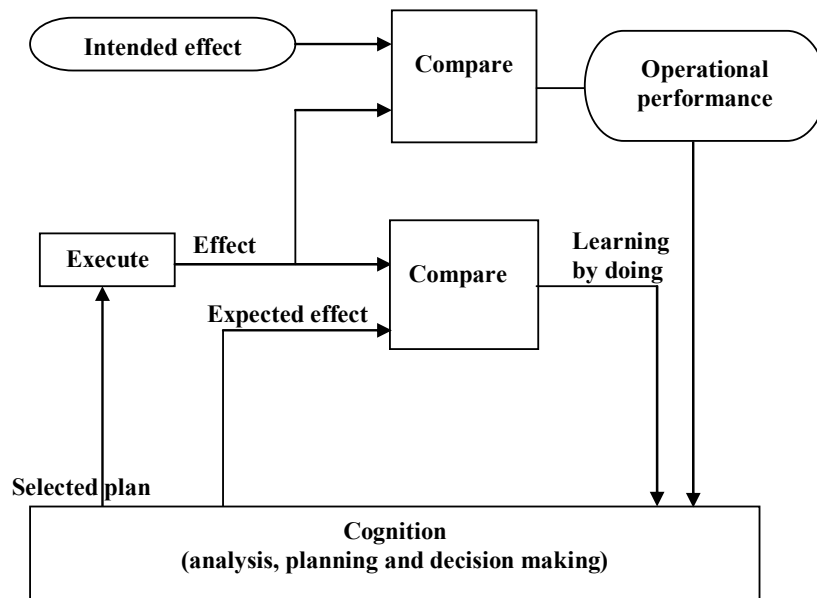 Intended effect
Compare
Operational
performance
Execute
Effect
Compare
Learning
by doing
Expected effect
Selected plan
Cognition
(analysis, planning and decision making)